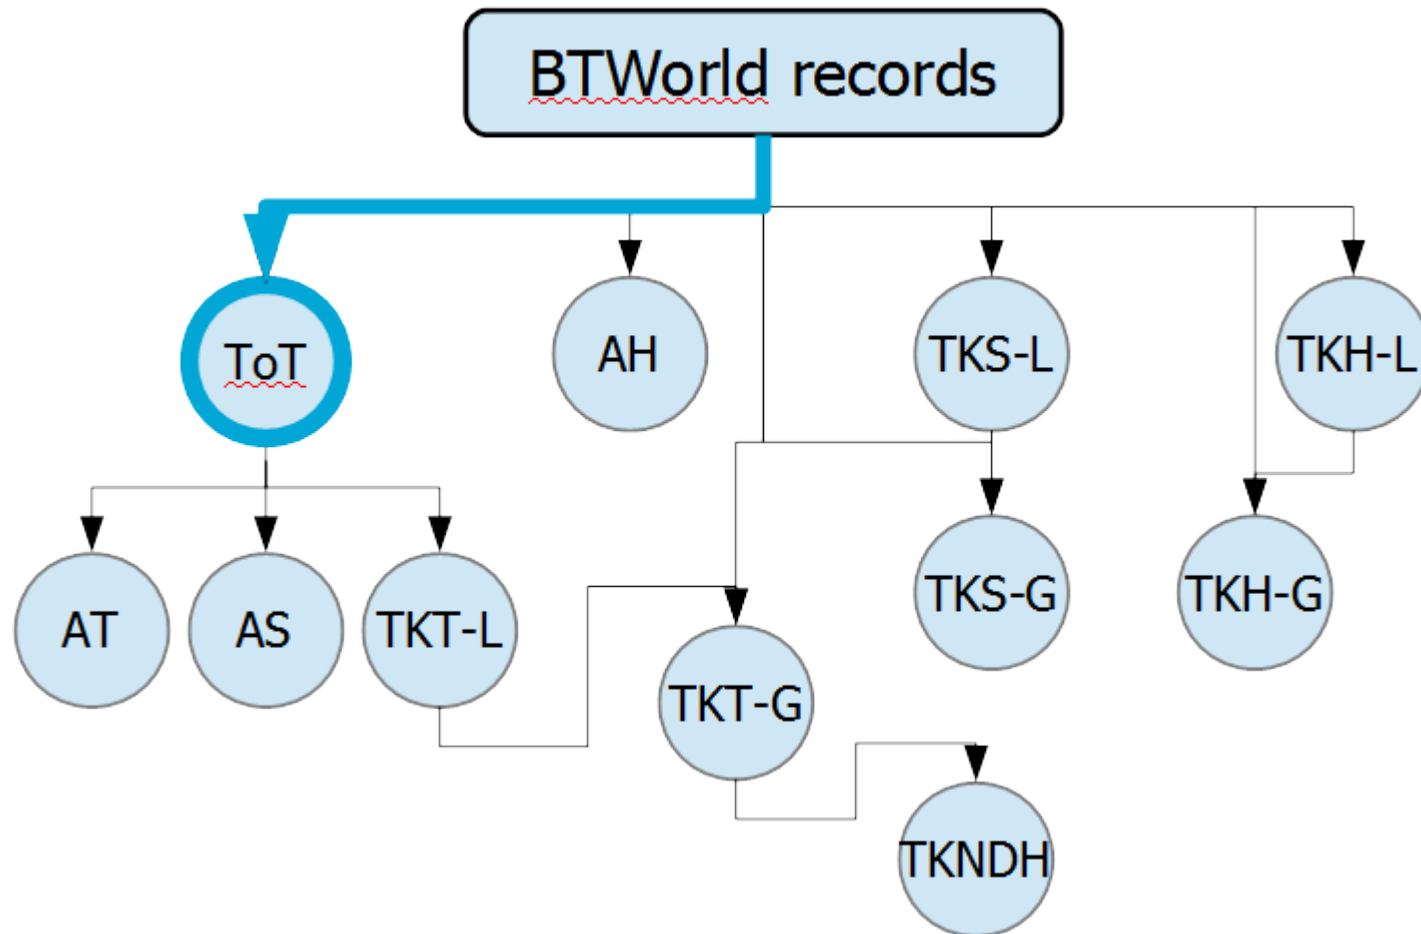 BTWorld records
ToT
AH
TKS-L
TKH-L
AT
AS
TKT-L
TKS-G
TKH-G
TKT-G
TKNDH